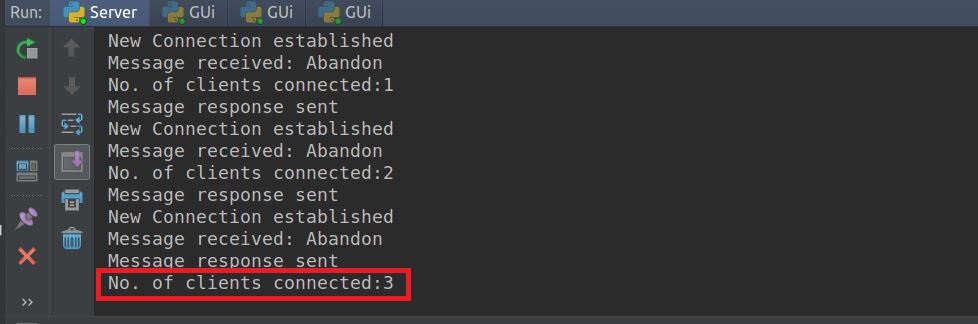 Run: Server GUi GUi GUi
New Connection established
Message received: Abandon
No. of clients connected:1
Message response sent
New Connection established
Message received: Abandon
No. of clients connected:2
Message response sent
New Connection established
Message received: Abandon
Message response sent
No. of clients connected:3